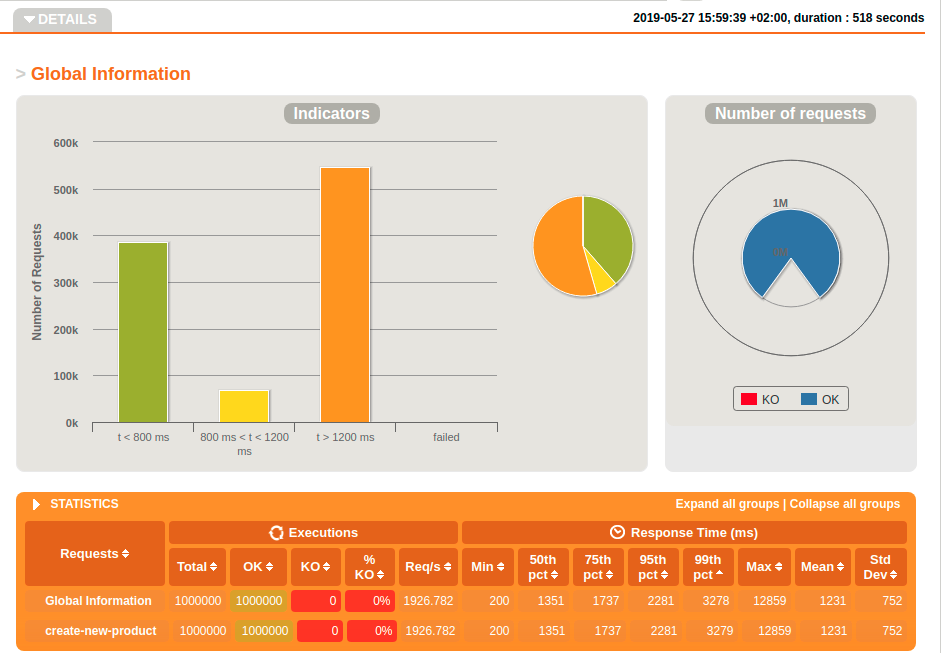 DETAILS
2019-05-27 15:59:39 +02:00, duration : 518 seconds
> Global Information
Indicators
Number of Requests
600k
500k
400k
300k
200k
100k
0k
t < 800 ms
800 ms < t < 1200 ms
t > 1200 ms
failed
Number of requests
1M
0M
KO
OK
STATISTICS
Expand all groups | Collapse all groups
Requests Executions Response Time (ms)
Total OK KO % KO Req/s Min 50th pct 75th pct 95th pct 99th pct Max Mean Std Dev
Global Information 1000000 1000000 0 0% 1926.782 200 1351 1737 2281 3278 12859 1231 752
create-new-product 1000000 1000000 0 0% 1926.782 200 1351 1737 2281 3279 12859 1231 752